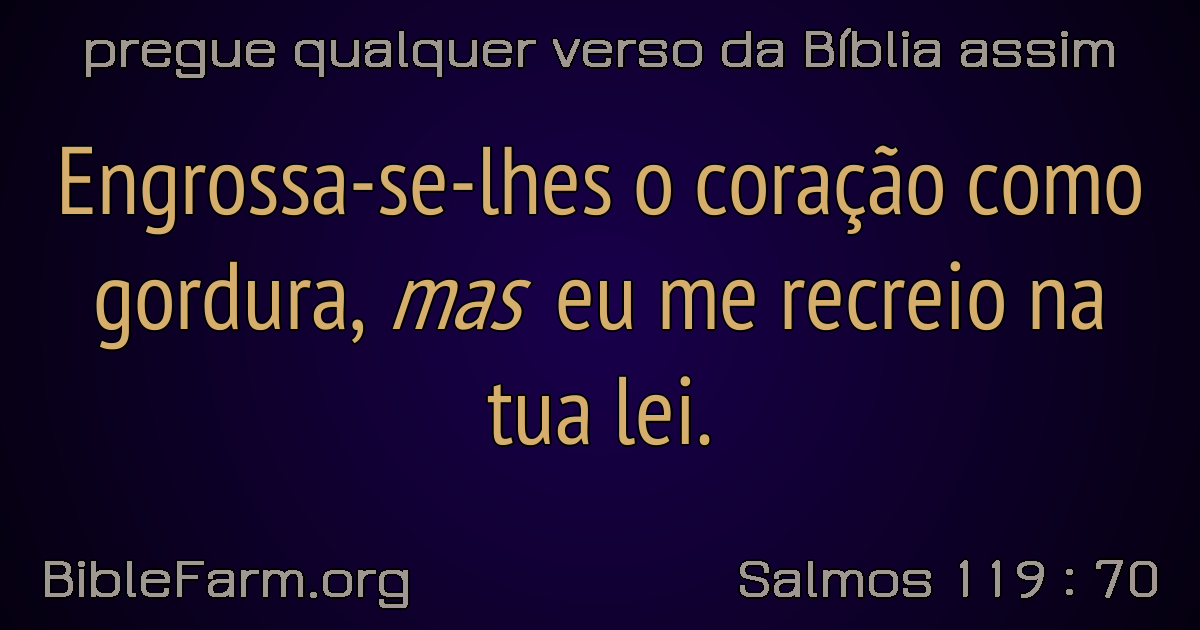 pregue qualquer verso da Bíblia assim
Engrossa-se-lhes o coração como
gordura, mas eu me recreio na
tua lei.
BibleFarm.org
Salmos 119 : 70